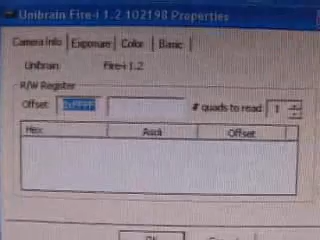 Unibrain Fire-i 1.2 102198 Properties
Camera Info Exposure Color Basic
Unibrain fire-i 1.2
R/W Register
Offset: 0xFFFF # quads to read: 1
Hex Ascii Offset